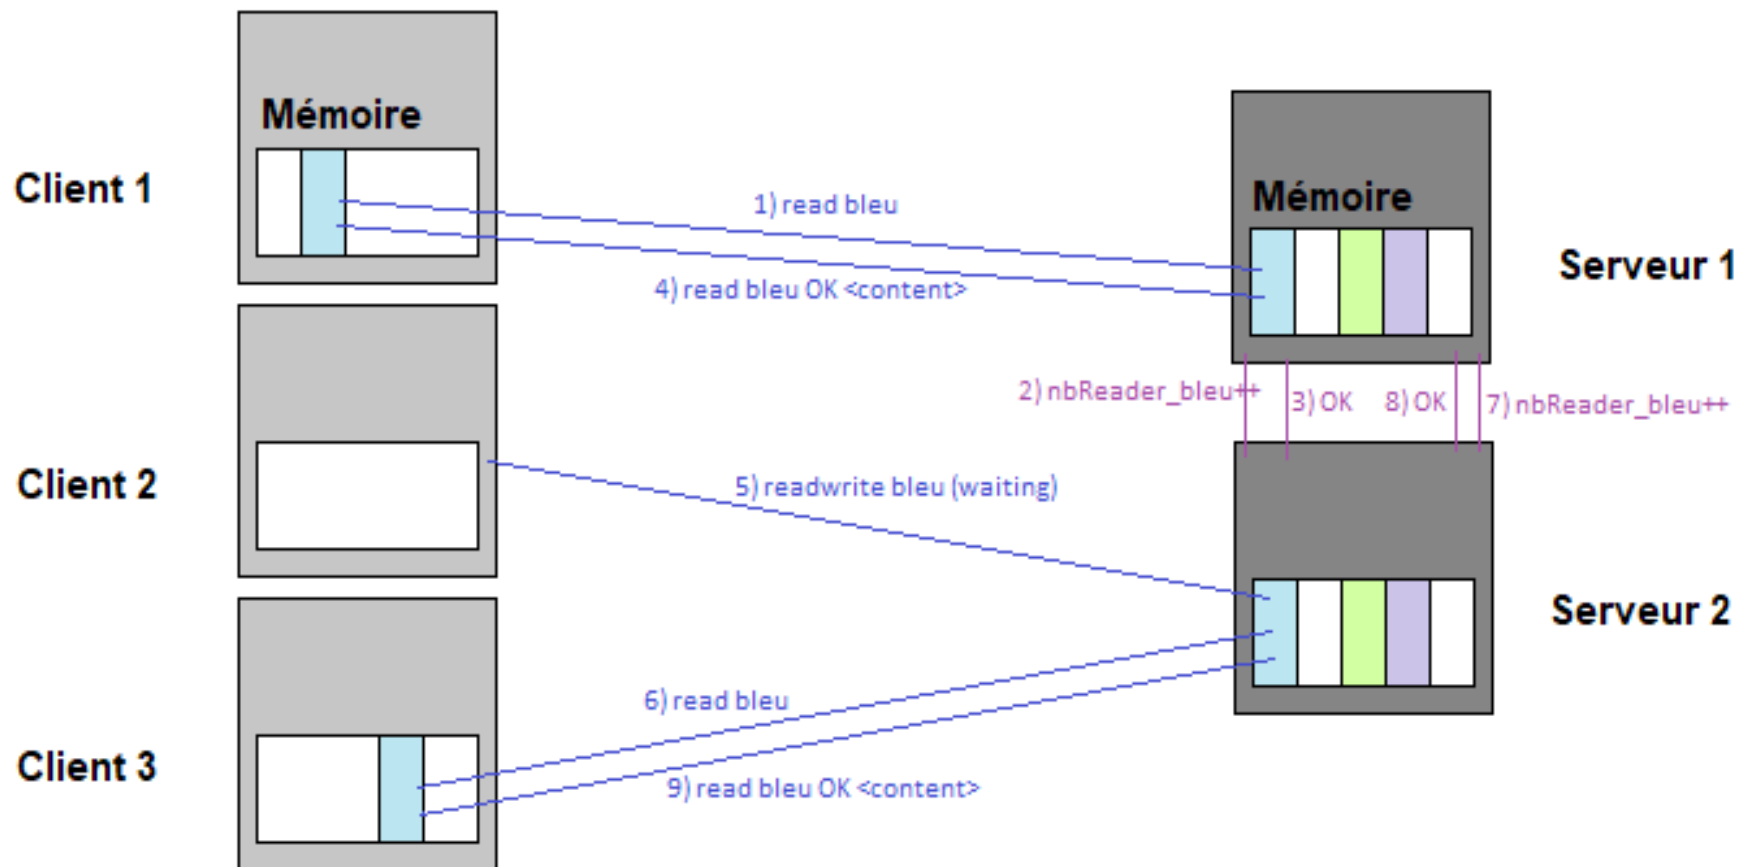 Mémoire
Client 1
1) read bleu
Mémoire
4) read bleu OK <content>
Serveur 1
2) nbReader_bleu++
3) OK
8) OK
7) nbReader_bleu++
Client 2
5) readwrite bleu (waiting)
Serveur 2
6) read bleu
Client 3
9) read bleu OK <content>